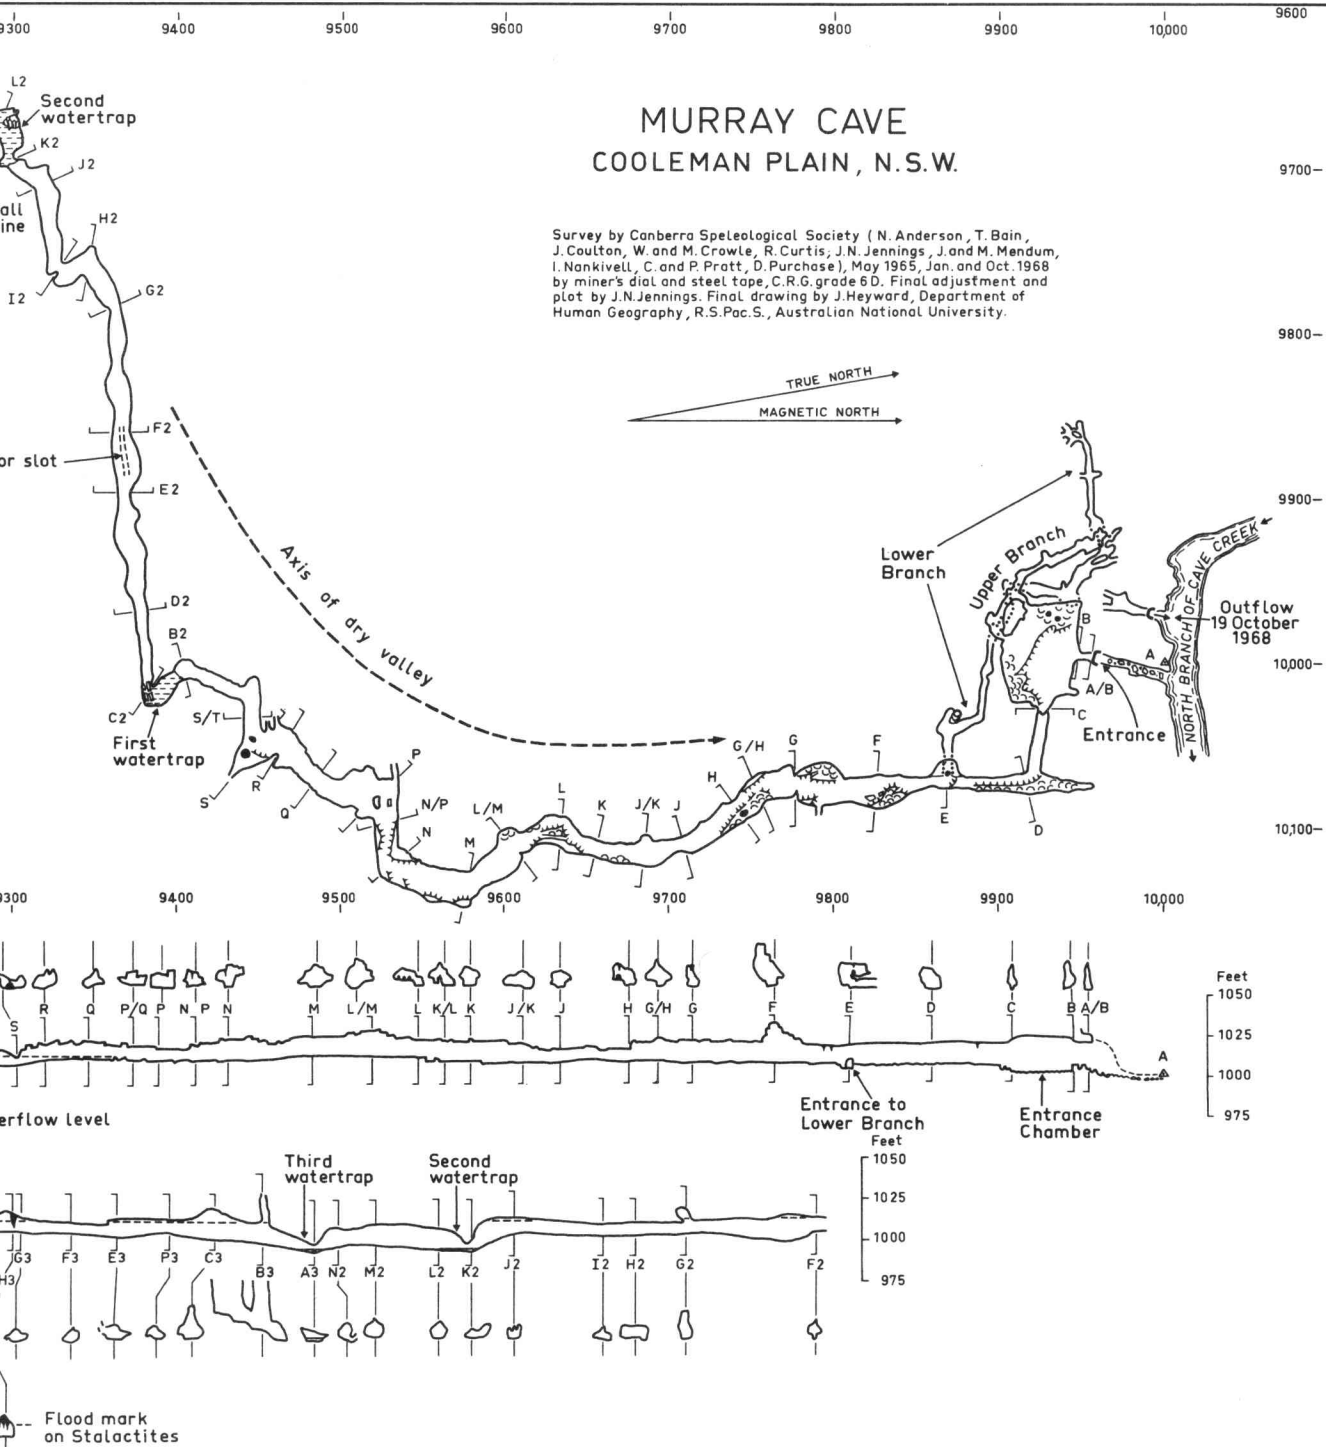 9300 9400 9500 9600 9700 9800 9900 10,000 9600
L2
Second
watertrap
K2
J2
MURRAY CAVE
COOLEMAN PLAIN, N.S.W.
9700
H2
Survey by Canberra Speleological Society ( N. Anderson, T. Bain,
J. Coulton, W. and M. Crowle, R. Curtis; J.N. Jennings, J. and M. Mendum,
I. Nankivell, C. and P. Pratt, D. Purchase), May 1965, Jan. and Oct. 1968
by miner's dial and steel tape, C.R.G. grade 6 D. Final adjustment and
plot by J.N. Jennings. Final drawing by J. Heyward, Department of
Human Geography, R.S. Pac. S., Australian National University.
I2
G2
9800
TRUE NORTH
MAGNETIC NORTH
F2
or slot
E2
9900
Axis of dry valley
Lower
Branch
Upper Branch
NORTH BRANCH OF CAVE CREEK
Outflow
19 October
1968
D2
B2
B
A
10,000
C2
First
watertrap
S/T
A/B
C
Entrance
S
R
Q
P
N/P
N
M
L/M
L
K
J/K
J
H
G/H
G
F
E
D
10,100
9300 9400 9500 9600 9700 9800 9900 10,000
R Q P/Q P N P N M L/M L K/L K J/K J H G/H G F E D C B A/B
S
A
Feet
1050
1025
1000
975
Entrance to
Lower Branch
Entrance
Chamber
erflow level
Third
watertrap
Second
watertrap
Feet
1050
1025
1000
975
H3 G3 F3 E3 P3 C3 B3 A3 N2 M2 L2 K2 J2 I2 H2 G2 F2
Flood mark
on Stalactites